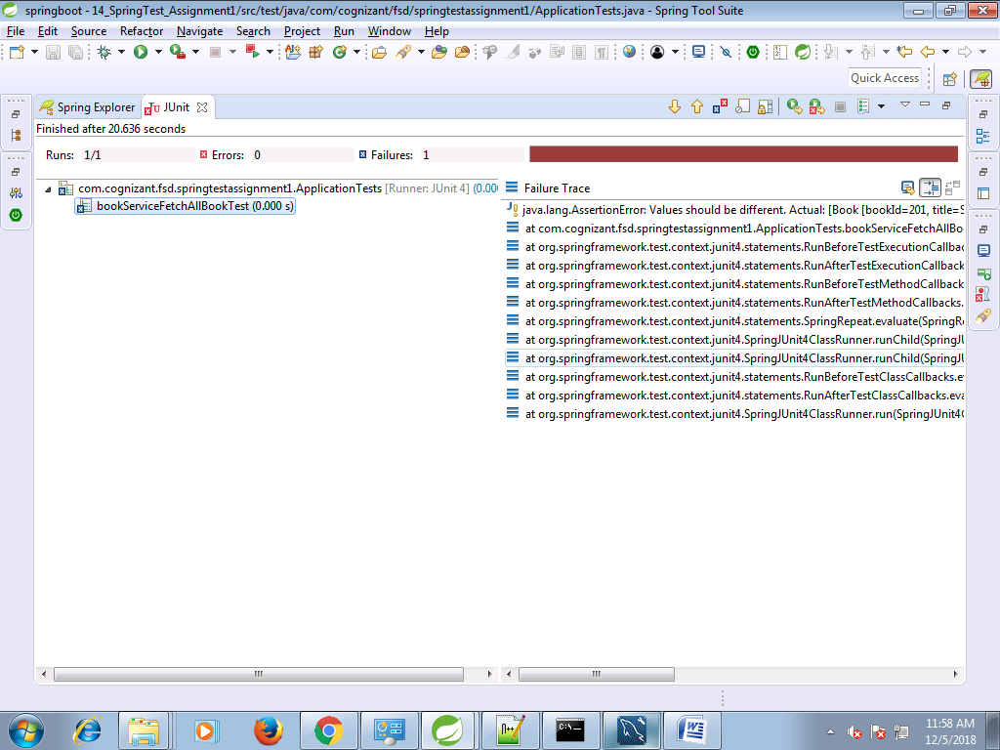 springboot - 14_SpringTest_Assignment1/src/test/java/com/cognizant/fsd/springtestassignment1/ApplicationTests.java - Spring Tool Suite
File Edit Source Refactor Navigate Search Project Run Window Help
Quick Access
Spring Explorer JUnit
Finished after 20.636 seconds
Runs: 1/1 Errors: 0 Failures: 1
com.cognizant.fsd.springtestassignment1.ApplicationTests [Runner: JUnit 4] (0.000
bookServiceFetchAllBookTest (0.000 s)
Failure Trace
java.lang.AssertionError: Values should be different. Actual: [Book [bookId=201, title=S
at com.cognizant.fsd.springtestassignment1.ApplicationTests.bookServiceFetchAllBo
at org.springframework.test.context.junit4.statements.RunBeforeTestExecutionCallbac
at org.springframework.test.context.junit4.statements.RunAfterTestExecutionCallback
at org.springframework.test.context.junit4.statements.RunBeforeTestMethodCallback
at org.springframework.test.context.junit4.statements.RunAfterTestMethodCallbacks.
at org.springframework.test.context.junit4.statements.SpringRepeat.evaluate(SpringRe
at org.springframework.test.context.junit4.SpringJUnit4ClassRunner.runChild(SpringJU
at org.springframework.test.context.junit4.SpringJUnit4ClassRunner.runChild(SpringJU
at org.springframework.test.context.junit4.statements.RunBeforeTestClassCallbacks.ev
at org.springframework.test.context.junit4.statements.RunAfterTestClassCallbacks.eva
at org.springframework.test.context.junit4.SpringJUnit4ClassRunner.run(SpringJUnit4C
11:58 AM
12/5/2018